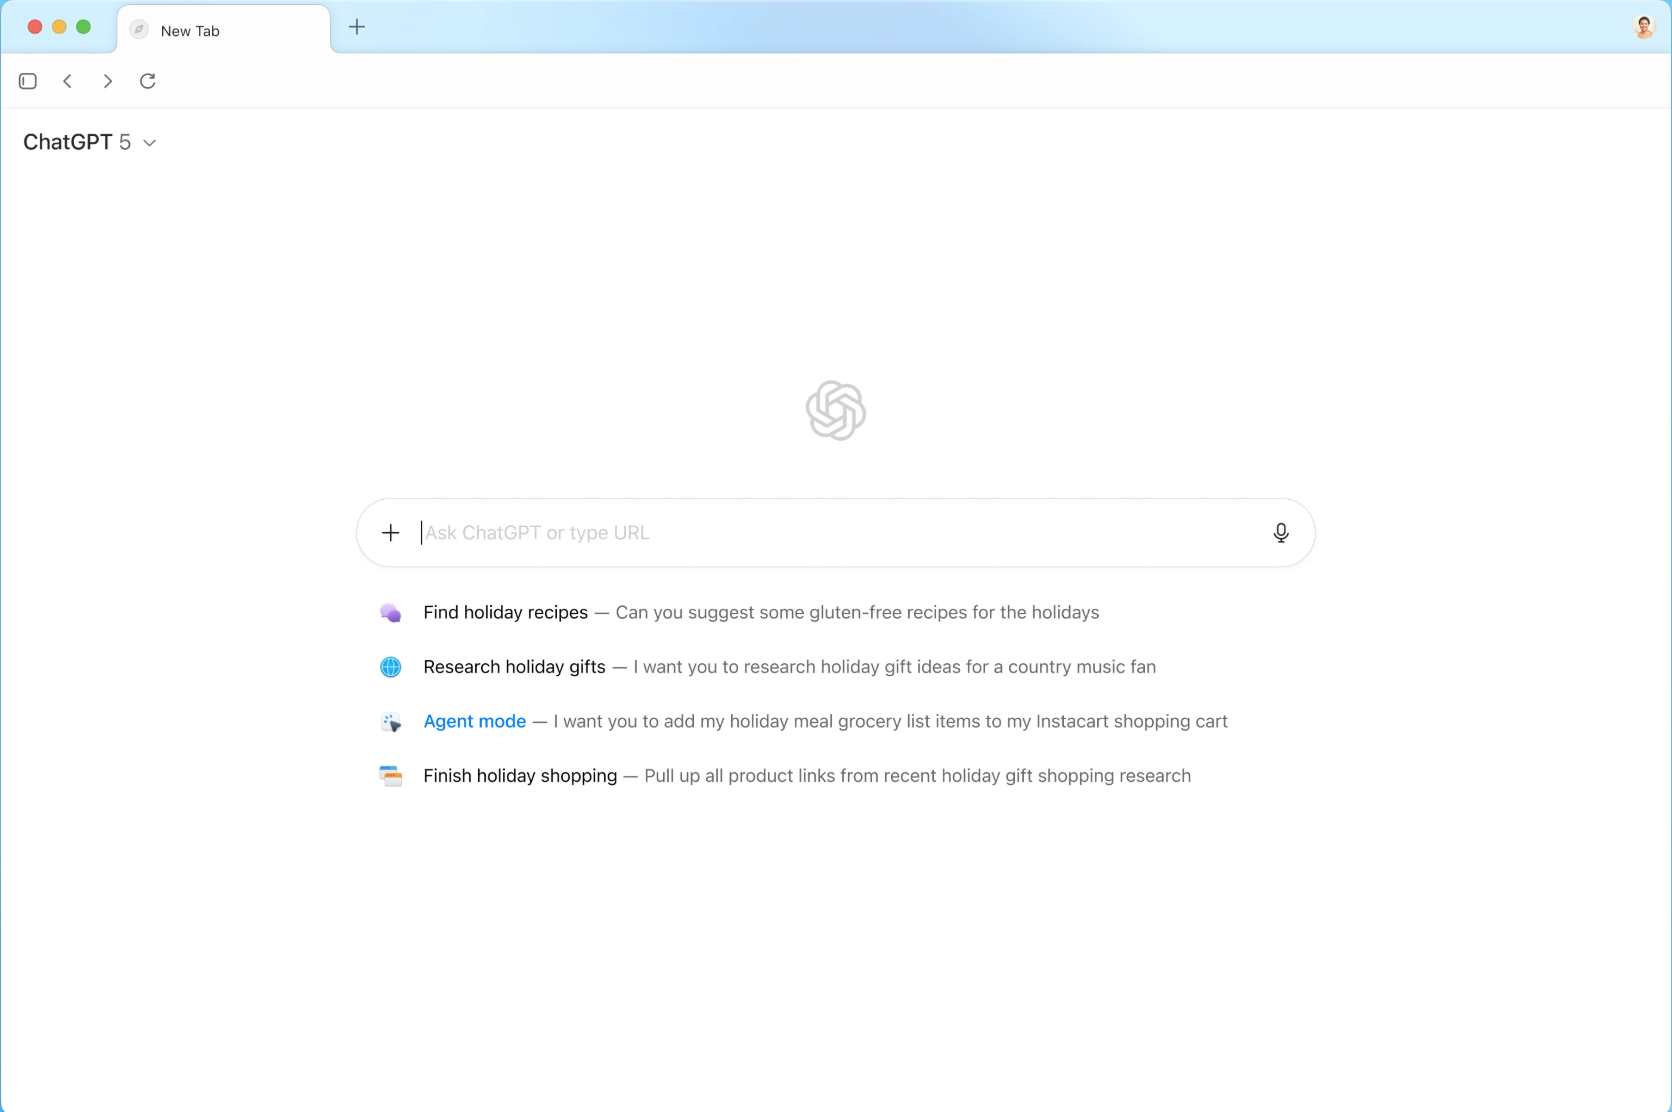 New Tab
ChatGPT 5
Ask ChatGPT or type URL
Find holiday recipes — Can you suggest some gluten-free recipes for the holidays
Research holiday gifts — I want you to research holiday gift ideas for a country music fan
Agent mode — I want you to add my holiday meal grocery list items to my Instacart shopping cart
Finish holiday shopping — Pull up all product links from recent holiday gift shopping research